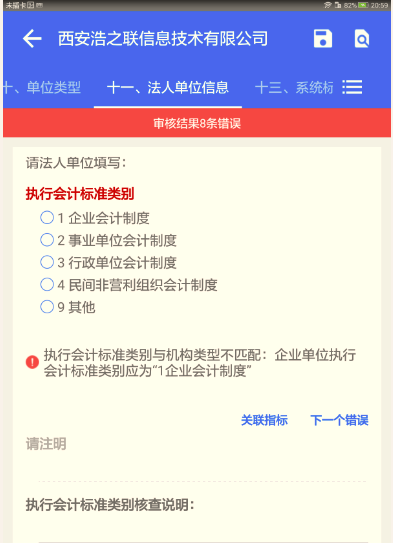 未插卡 82% 20:59
西安浩之联信息技术有限公司
十、单位类型 十一、法人单位信息 十三、系统标
审核结果8条错误
请法人单位填写：
执行会计标准类别
1 企业会计制度
2 事业单位会计制度
3 行政单位会计制度
4 民间非营利组织会计制度
9 其他
执行会计标准类别与机构类型不匹配：企业单位执行
会计标准类别应为“1企业会计制度”
关联指标 下一个错误
请注明
执行会计标准类别核查说明：